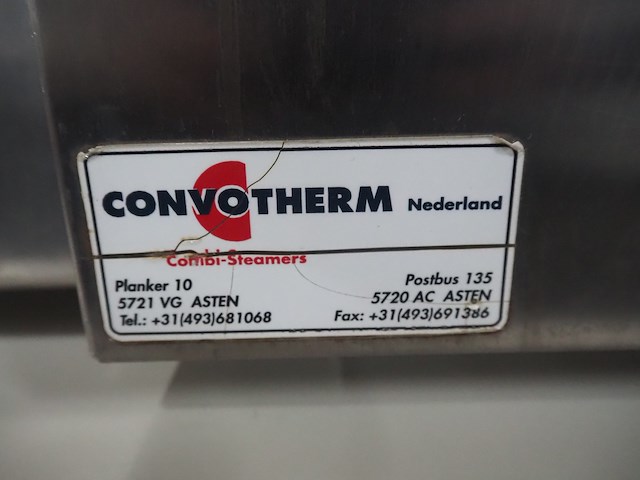 CONVOTHERM Nederland
Combi-Steamers
Planker 10
5721 VG ASTEN
Tel.: +31(493)681068
Postbus 135
5720 AC ASTEN
Fax: +31(493)691386